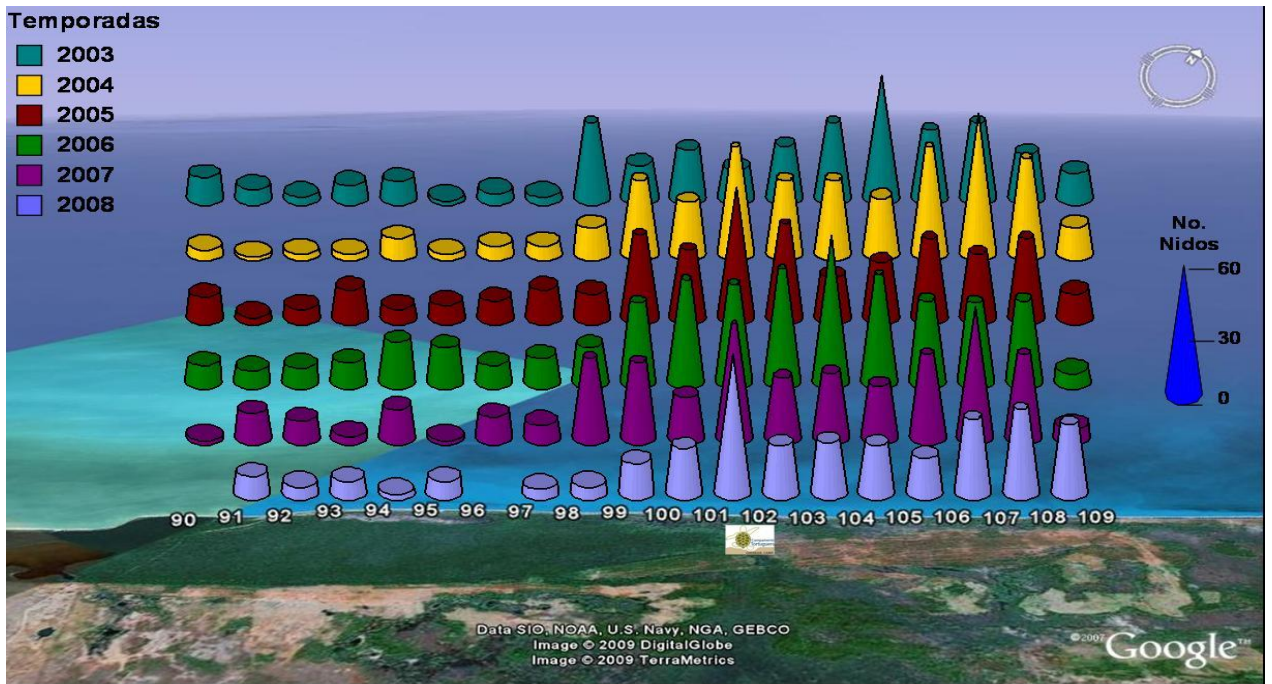 Temporadas
2003
2004
2005
2006
2007
2008
No.
Nidos
60
30
0
90 91 92 93 94 95 96 97 98 99 100 101 102 103 104 105 106 107 108 109
Data SIO, NOAA, U.S. Navy, NGA, GEBCO
Image © 2009 DigitalGlobe
Image © 2009 TerraMetrics
©2007 Google™